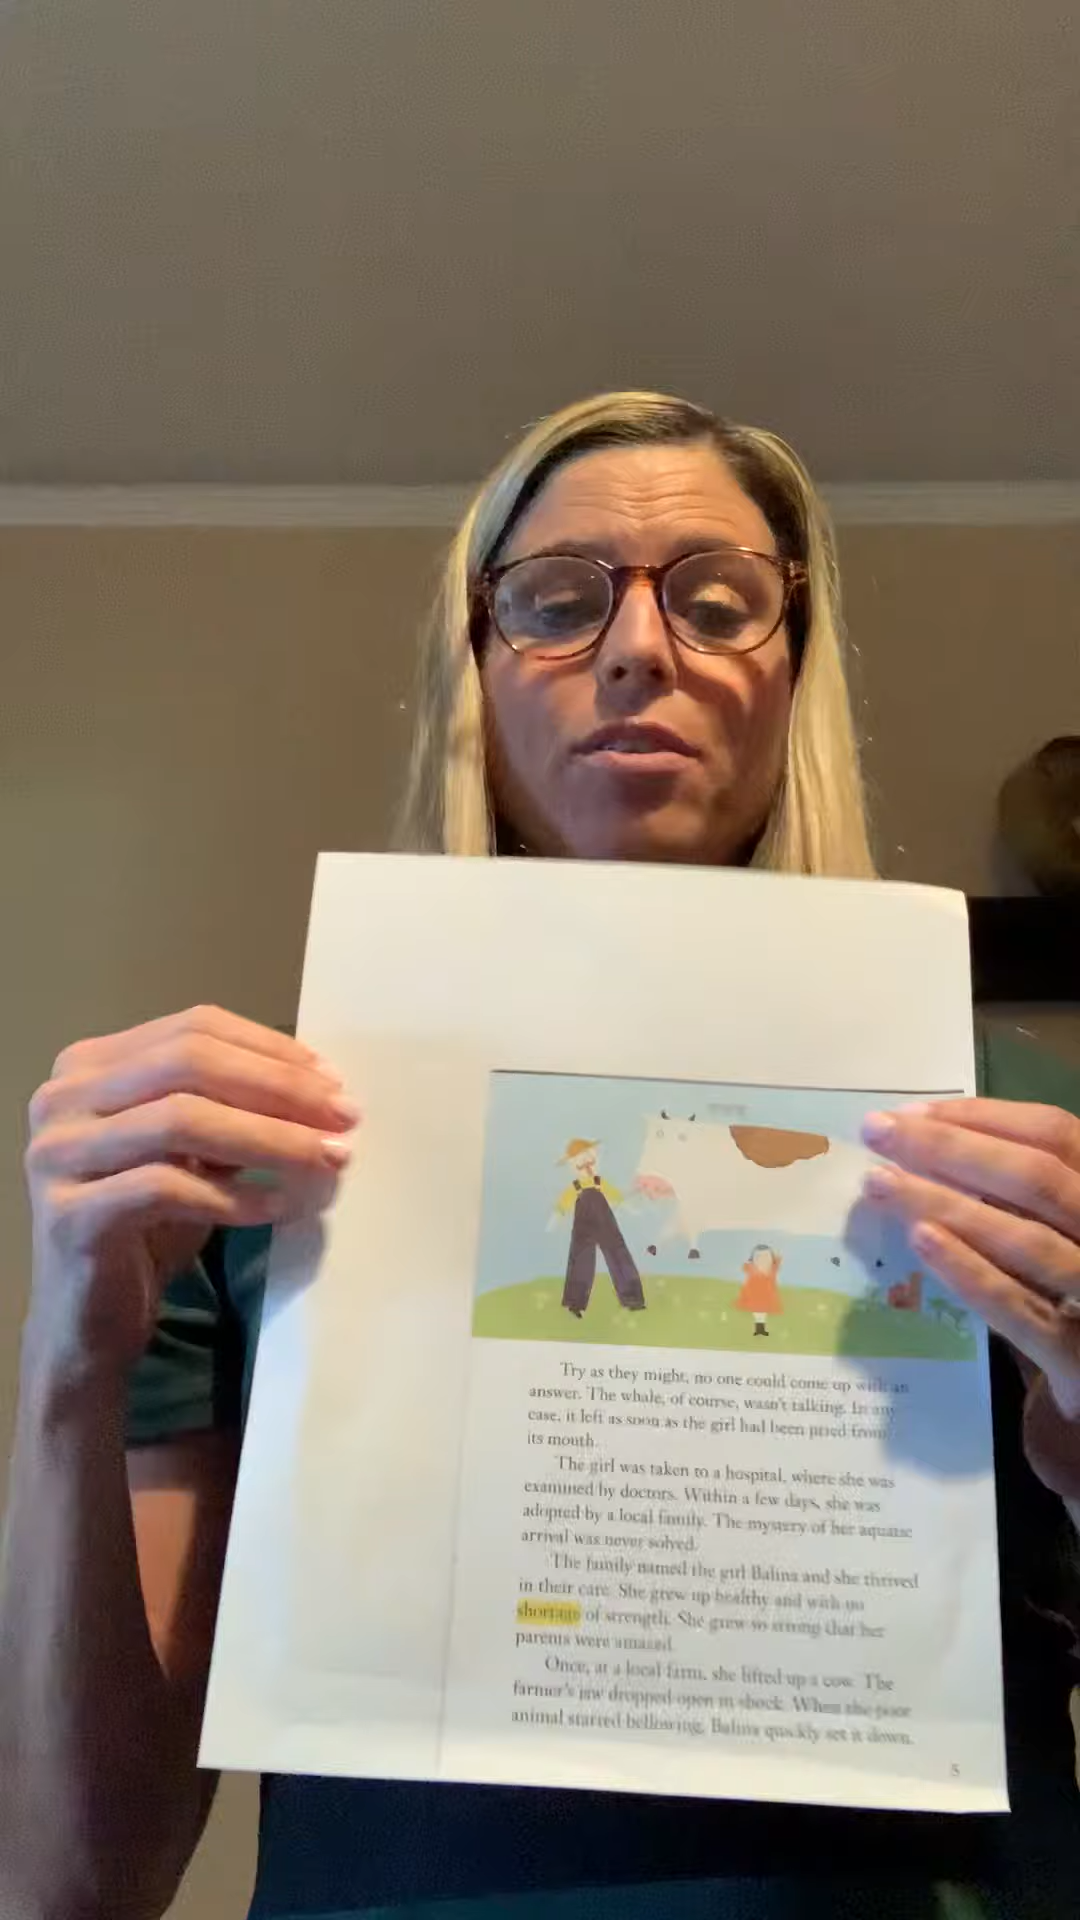 Try as they might, no one could come up with an
answer. The whale, of course, wasn't talking. In any
case, it left as soon as the girl had been pried from
its mouth.
The girl was taken to a hospital, where she was
examined by doctors. Within a few days, she was
adopted by a local family. The mystery of her aquatic
arrival was never solved.
The family named the girl Balina and she thrived
in their care. She grew up healthy and with no
shortage of strength. She grew so strong that her
parents were amazed.
Once, at a local farm, she lifted up a cow. The
farmer's jaw dropped open in shock. When the poor
animal started bellowing, Balina quickly set it down.
5